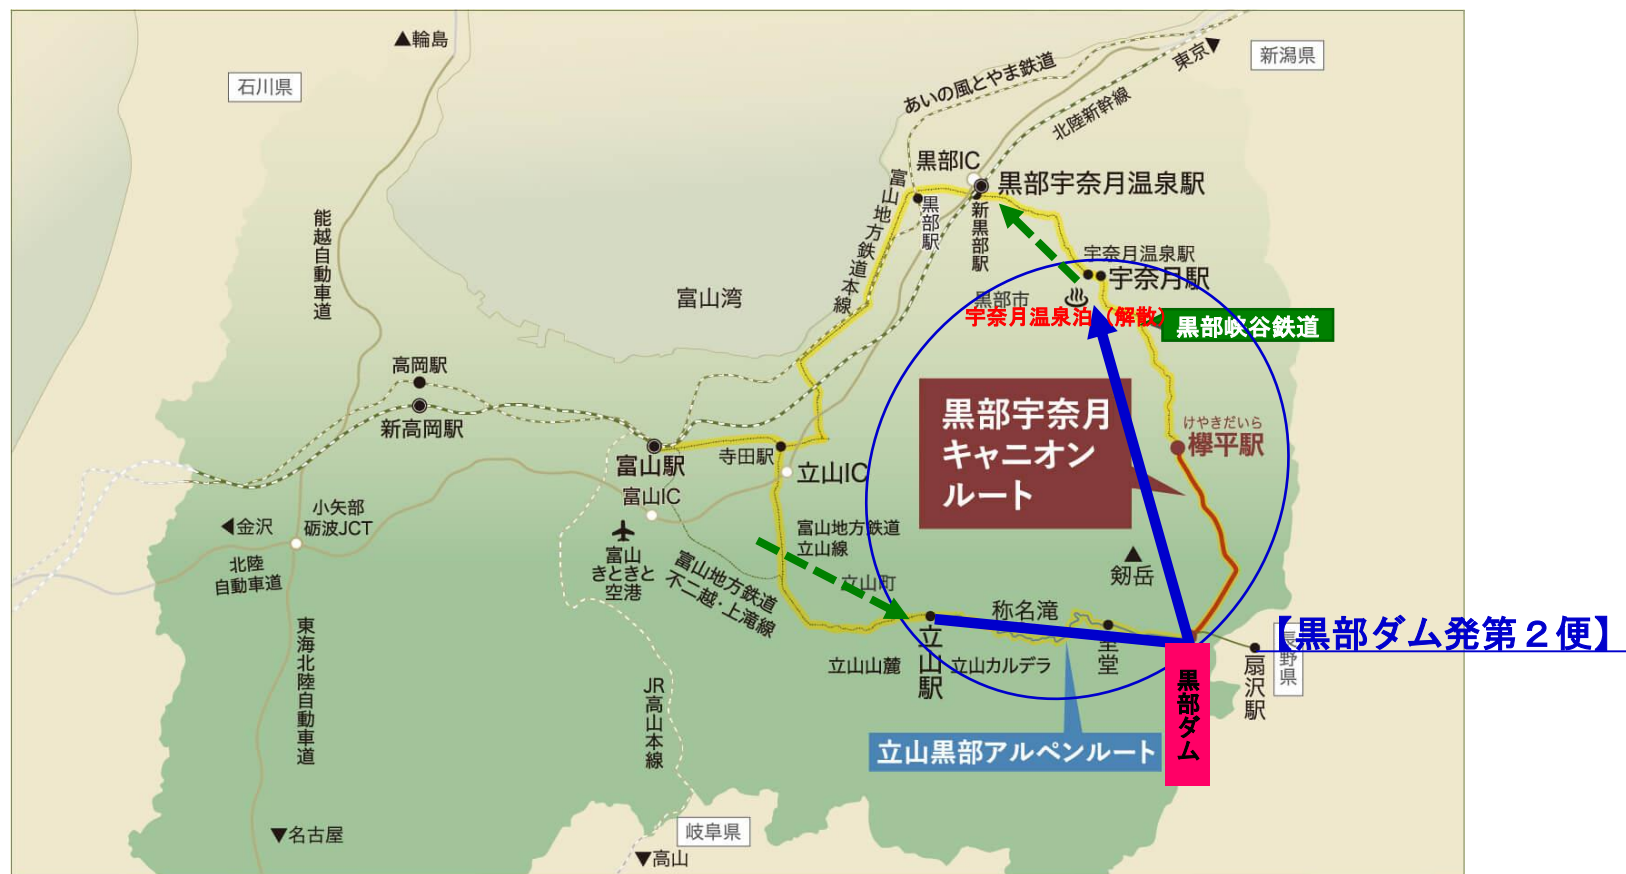 ▲輪島
石川県
新潟県
東京▼
あいの風とやま鉄道
北陸新幹線
黒部IC
黒部宇奈月温泉駅
富山地方鉄道本線
黒部駅
新黒部駅
能越自動車道
宇奈月温泉駅
宇奈月駅
富山湾
黒部市
宇奈月温泉泊（解散）
黒部峡谷鉄道
高岡駅
新高岡駅
黒部宇奈月
キャニオン
ルート
けやきだいら
欅平駅
富山駅
寺田駅
立山IC
富山IC
小矢部
砺波JCT
◀金沢
北陸
自動車道
富山
きときと
空港
富山地方鉄道
立山線
富山地方鉄道
不二越・上滝線
立山町
▲
剱岳
称名滝
東海北陸自動車道
立山山麓
立山駅
立山カルデラ
室堂
【黒部ダム発第２便】
扇沢駅
長野県
黒部ダム
JR高山本線
立山黒部アルペンルート
▼名古屋
岐阜県
▼高山